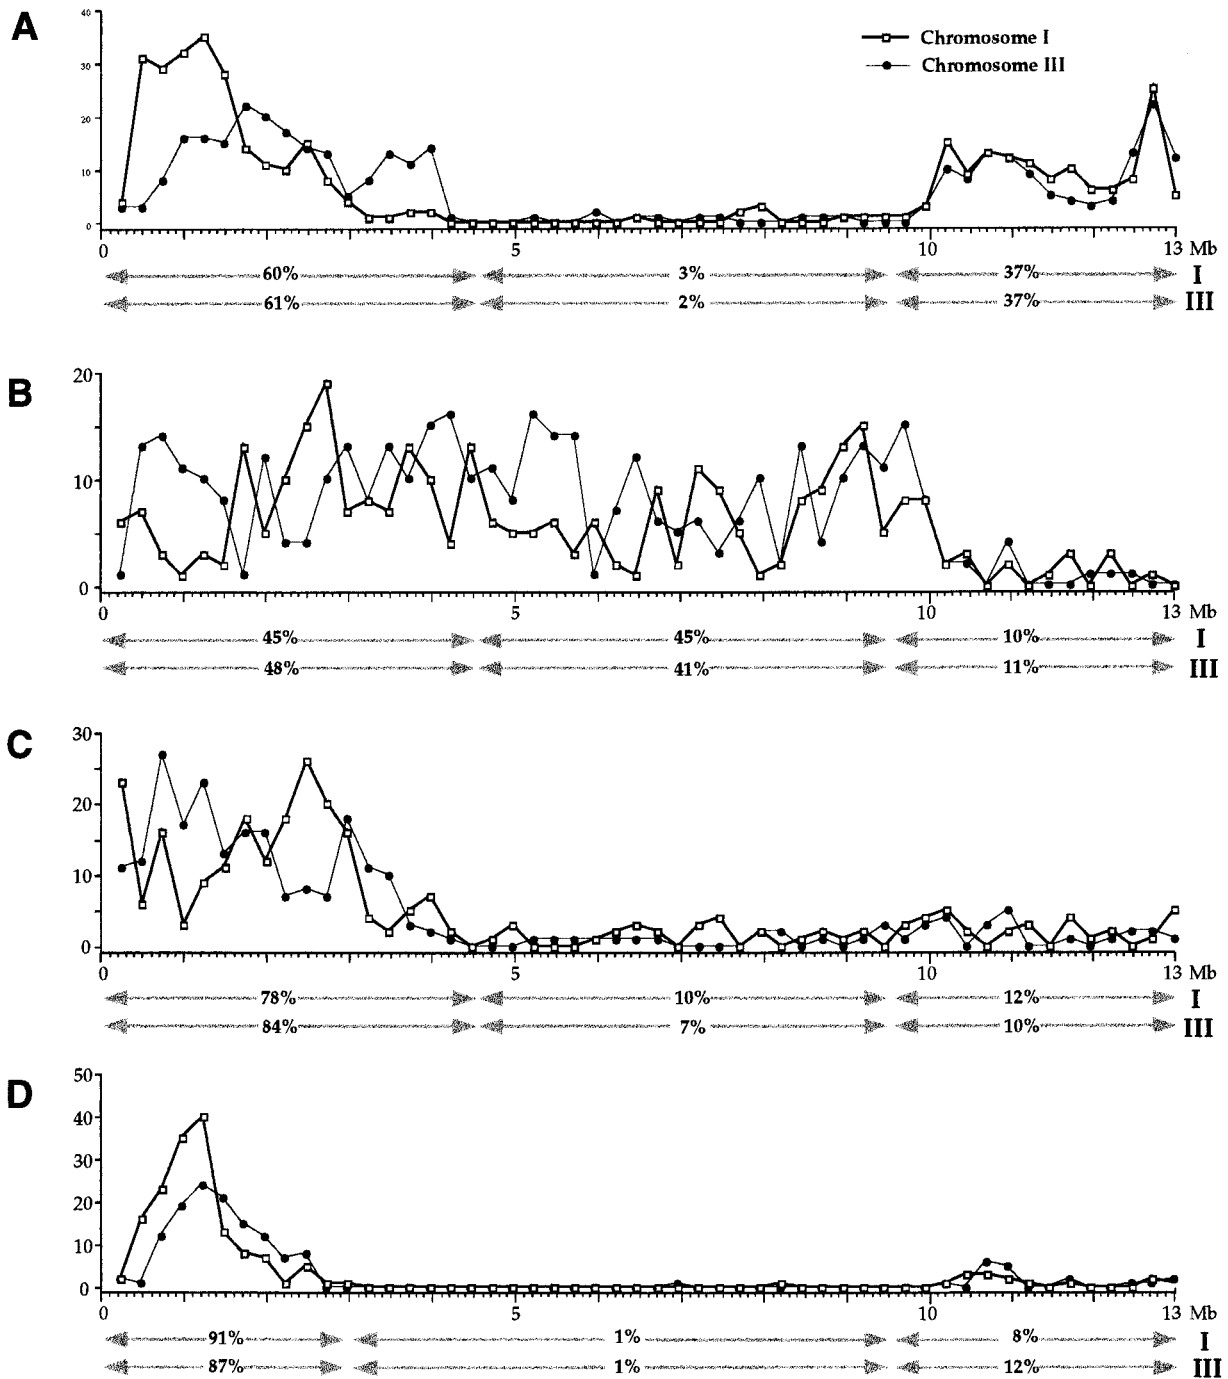 A
40
Chromosome I
Chromosome III
30
20
10
0
0 5 10 13 Mb
60% 3% 37% I
61% 2% 37% III
B
20
10
0
0 5 10 13 Mb
45% 45% 10% I
48% 41% 11% III
C
30
20
10
0
0 5 10 13 Mb
78% 10% 12% I
84% 7% 10% III
D
50
40
30
20
10
0
0 5 10 13 Mb
91% 1% 8% I
87% 1% 12% III